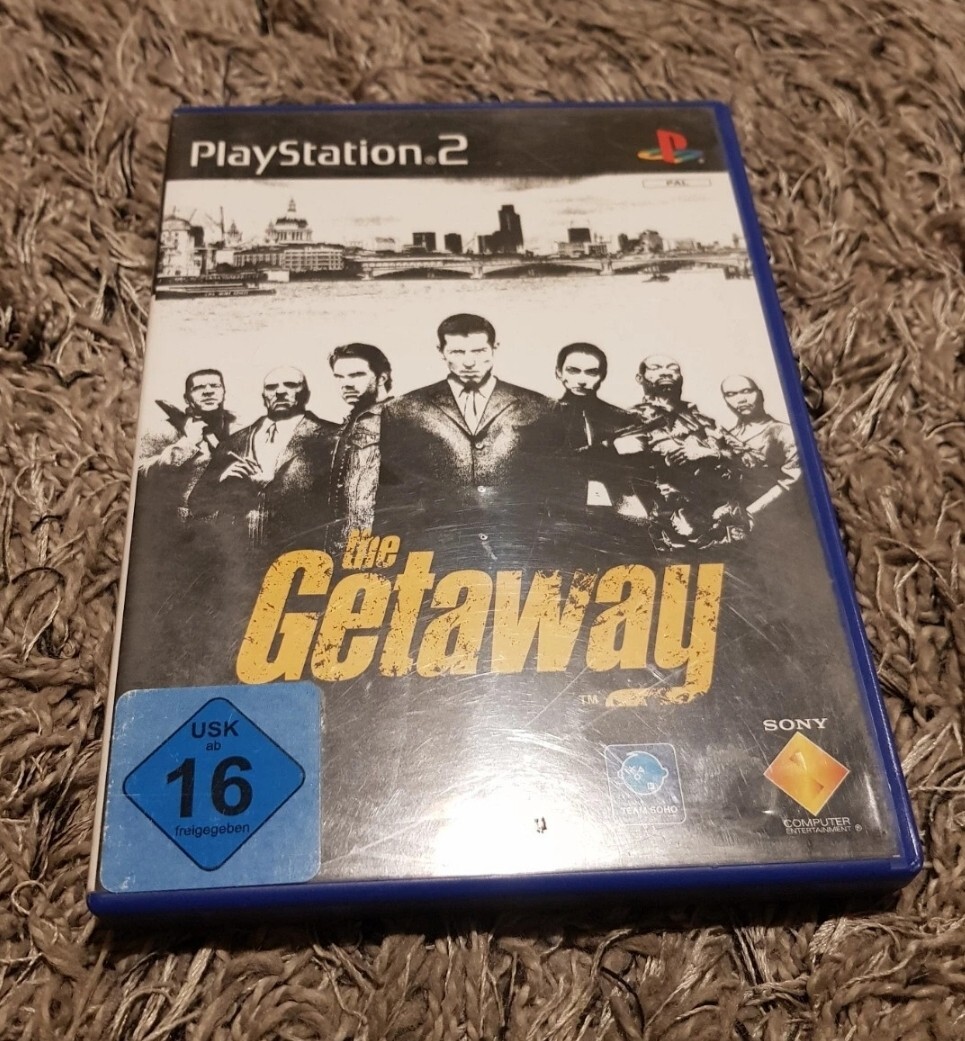 PlayStation®2
PAL
the
Getaway
TM
USK
ab
16
freigegeben
TEAM SOHO
SONY
COMPUTER
ENTERTAINMENT®